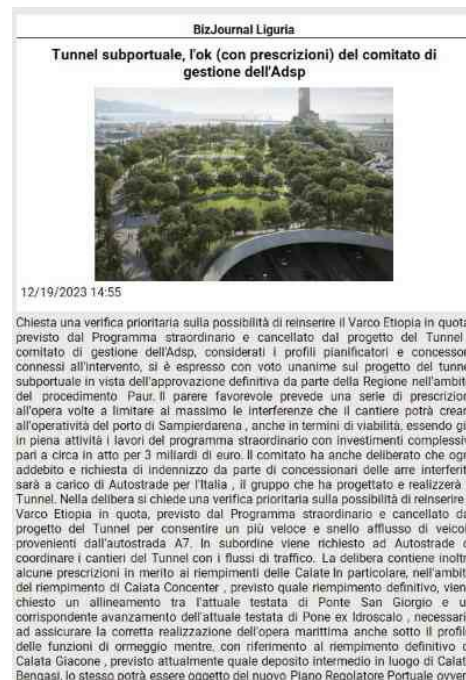 BizJournal Liguria
Tunnel subportuale, l'ok (con prescrizioni) del comitato di
gestione dell'Adsp
12/19/2023 14:55
Chiesta una verifica prioritaria sulla possibilità di reinserire il Varco Etiopia in quota
previsto dal Programma straordinario e cancellato dal progetto del Tunnel
comitato di gestione dell'Adsp, considerati i profili pianificatori e concessor
connessi all'intervento, si è espresso con voto unanime sul progetto del tunne
subportuale in vista dell'approvazione definitiva da parte della Regione nell'ambit
del procedimento Paur. Il parere favorevole prevede una serie di prescrizion
all'opera volte a limitare al massimo le interferenze che il cantiere potrà crear
all'operatività del porto di Sampierdarena , anche in termini di viabilità, essendo gi
in piena attività i lavori del programma straordinario con investimenti complessiv
pari a circa in atto per 3 miliardi di euro. Il comitato ha anche deliberato che ogn
addebito e richiesta di indennizzo da parte di concessionari delle arre interferit
sarà a carico di Autostrade per l'Italia , il gruppo che ha progettato e realizzerà
Tunnel. Nella delibera si chiede una verifica prioritaria sulla possibilità di reinserire
Varco Etiopia in quota, previsto dal Programma straordinario e cancellato da
progetto del Tunnel per consentire un più veloce e snello afflusso di veicol
provenienti dall'autostrada A7. In subordine viene richiesto ad Autostrade d
coordinare i cantieri del Tunnel con i flussi di traffico. La delibera contiene inoltr
alcune prescrizioni in merito ai riempimenti delle Calate In particolare, nell'ambit
del riempimento di Calata Concenter , previsto quale riempimento definitivo, vien
chiesto un allineamento tra l'attuale testata di Ponte San Giorgio e u
corrispondente avanzamento dell'attuale testata di Pone ex Idroscalo , necessari
ad assicurare la corretta realizzazione dell'opera marittima anche sotto il profil
delle funzioni di ormeggio mentre, con riferimento al riempimento definitivo d
Calata Giacone , previsto attualmente quale deposito intermedio in luogo di Calat
Bengasi, lo stesso potrà essere oggetto del nuovo Piano Regolatore Portuale ovver